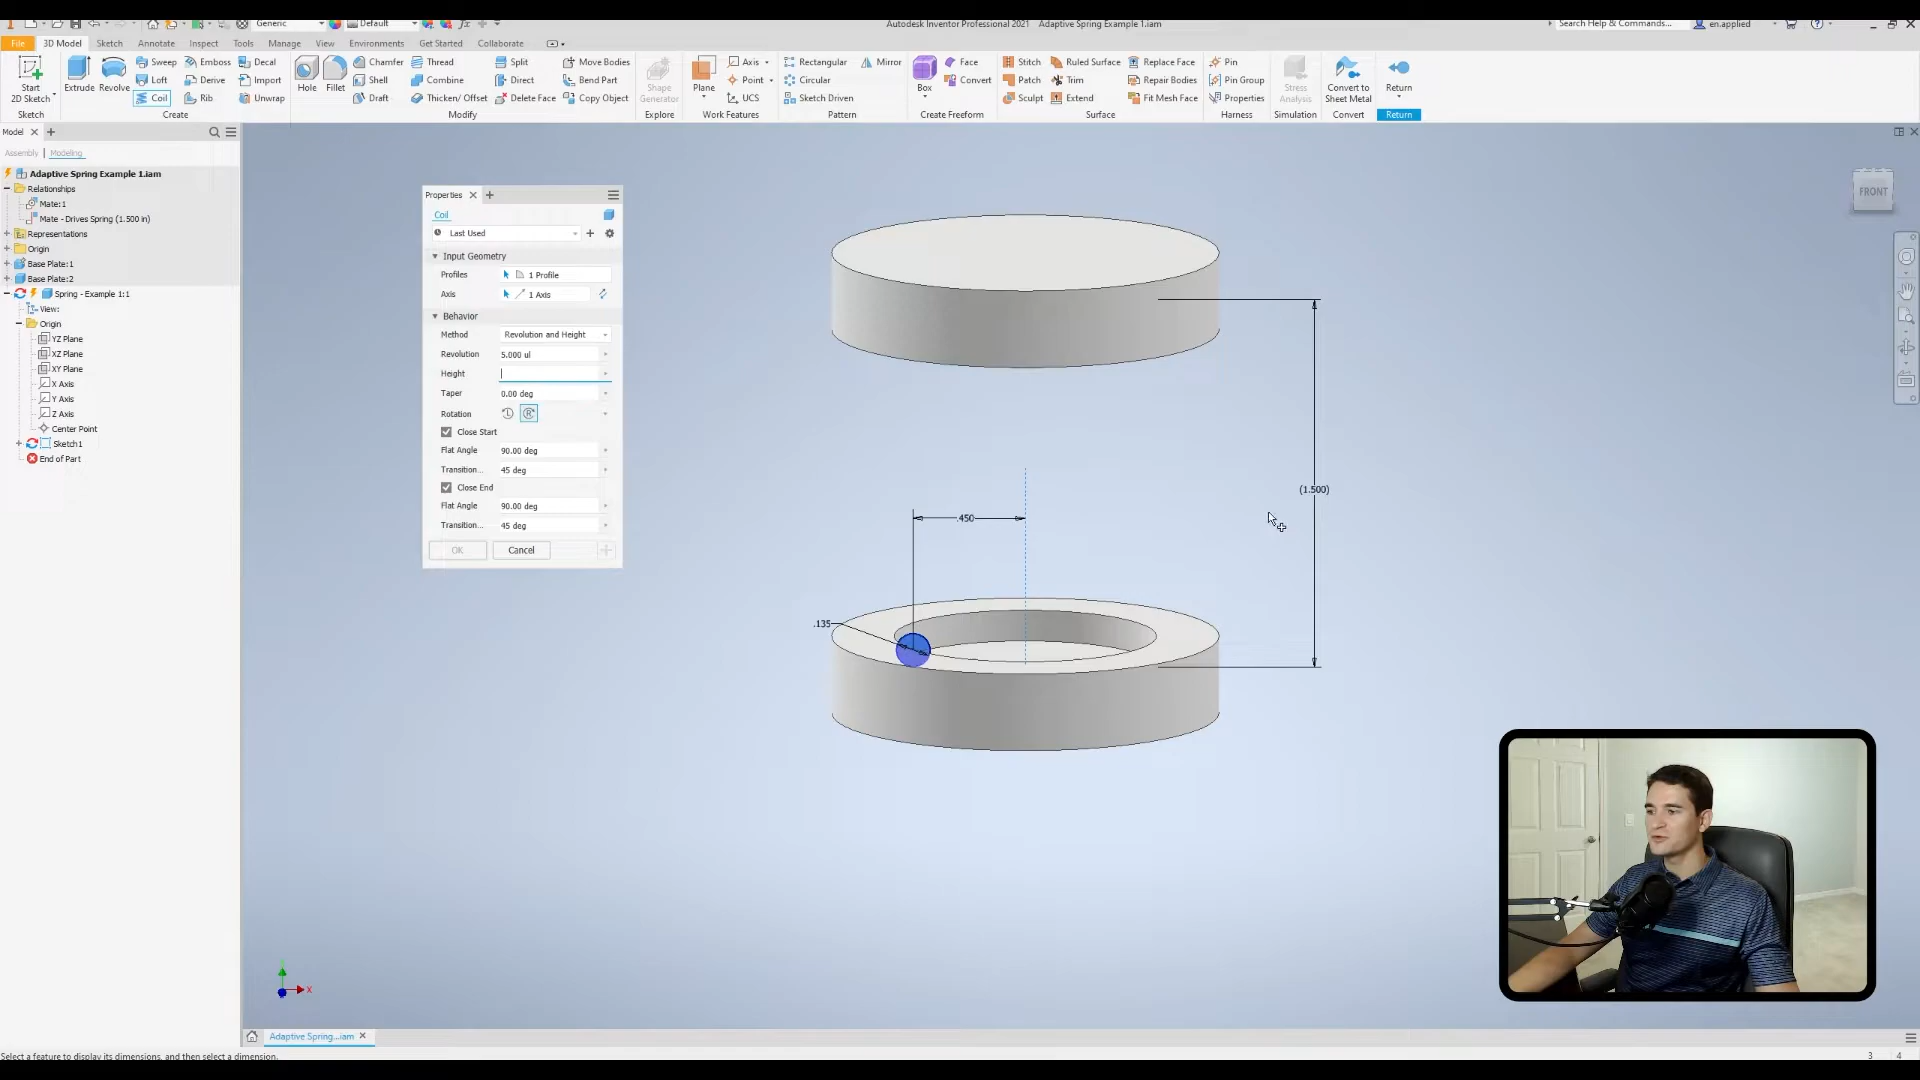 Generic
Default
Autodesk Inventor Professional 2021 Adaptive Spring Example 1.iam
Search Help & Commands...
en.applied
File 3D Model Sketch Annotate Inspect Tools Manage View Environments Get Started Collaborate
Start 2D Sketch
Extrude Revolve
Sweep Emboss Decal
Loft Derive Import
Coil Rib Unwrap
Hole Fillet
Chamfer Thread Split Move Bodies
Shell Combine Direct Bend Part
Draft Thicken/ Offset Delete Face Copy Object
Shape Generator
Plane
Axis
Point
UCS
Rectangular Mirror
Circular
Sketch Driven
Box
Face
Convert
Stitch Ruled Surface Replace Face
Patch Trim Repair Bodies
Sculpt Extend Fit Mesh Face
Pin
Pin Group
Properties
Stress Analysis
Convert to Sheet Metal
Return
Sketch Create Modify Explore Work Features Pattern Create Freeform Surface Harness Simulation Convert Return
Model
Assembly Modeling
Adaptive Spring Example 1.iam
Relationships
Mate:1
Mate - Drives Spring (1.500 in)
Representations
Origin
Base Plate:1
Base Plate:2
Spring - Example 1:1
View:
Origin
YZ Plane
XZ Plane
XY Plane
X Axis
Y Axis
Z Axis
Center Point
Sketch1
End of Part
Properties
Coil
Last Used
Input Geometry
Profiles 1 Profile
Axis 1 Axis
Behavior
Method Revolution and Height
Revolution 5.000 ul
Height
Taper 0.00 deg
Rotation
Close Start
Flat Angle 90.00 deg
Transition... 45 deg
Close End
Flat Angle 90.00 deg
Transition... 45 deg
OK Cancel
FRONT
(1.500)
.450
.135
X
Adaptive Spring...iam
Select a feature to display its dimensions, and then select a dimension.
3 4